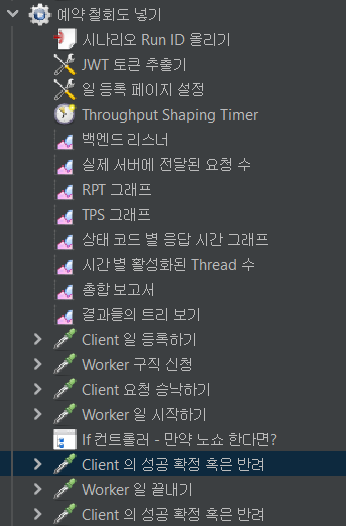 예약 철회도 넣기
시나리오 Run ID 올리기
JWT 토큰 추출기
일 등록 페이지 설정
Throughput Shaping Timer
백엔드 리스너
실제 서버에 전달된 요청 수
RPT 그래프
TPS 그래프
상태 코드 별 응답 시간 그래프
시간 별 활성화된 Thread 수
총합 보고서
결과들의 트리 보기
Client 일 등록하기
Worker 구직 신청
Client 요청 승낙하기
Worker 일 시작하기
If 컨트롤러 - 만약 노쇼 한다면?
Client 의 성공 확정 혹은 반려
Worker 일 끝내기
Client 의 성공 확정 혹은 반려